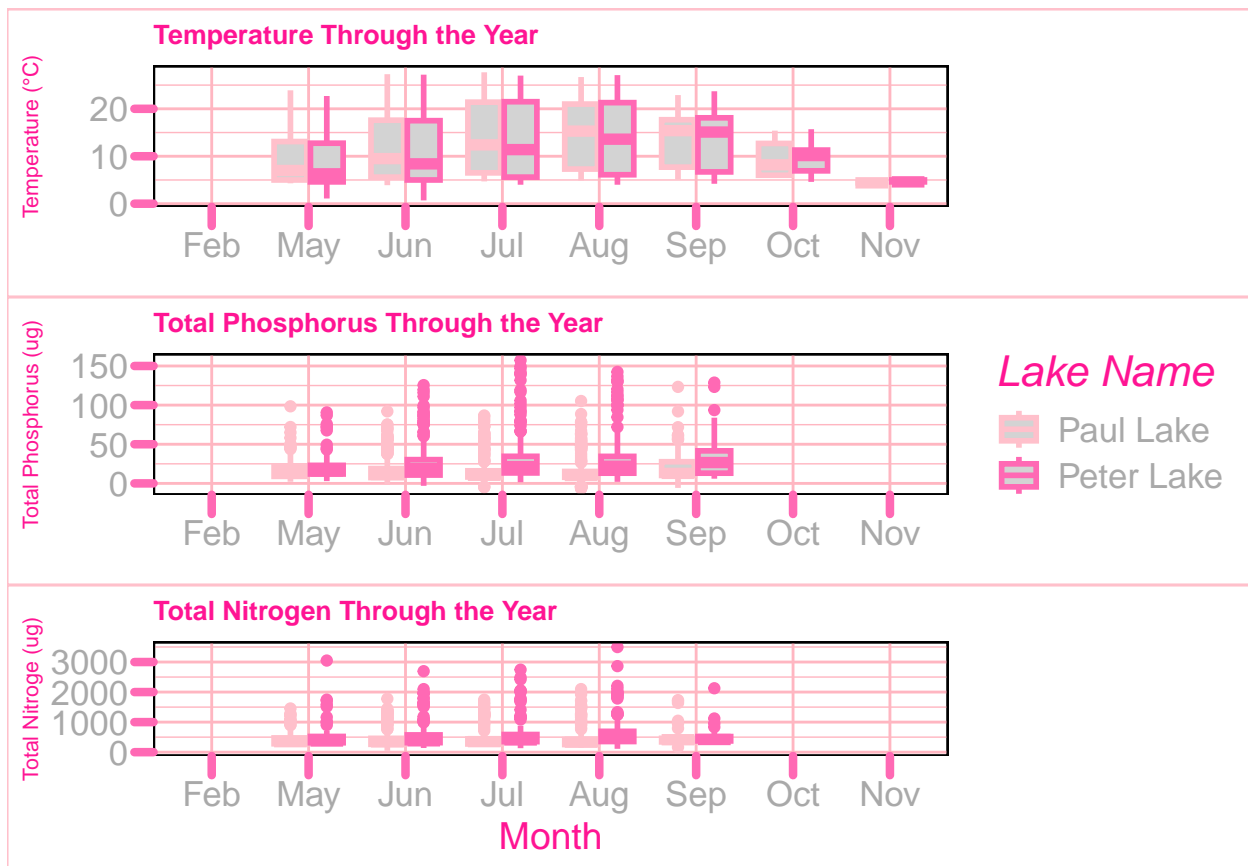 Temperature Through the Year
Temperature (°C)
20
10
0
Feb May Jun Jul Aug Sep Oct Nov
Total Phosphorus Through the Year
Total Phosphorus (ug)
150
100
50
0
Feb May Jun Jul Aug Sep Oct Nov
Lake Name
Paul Lake
Peter Lake
Total Nitrogen Through the Year
Total Nitroge (ug)
3000
2000
1000
0
Feb May Jun Jul Aug Sep Oct Nov
Month